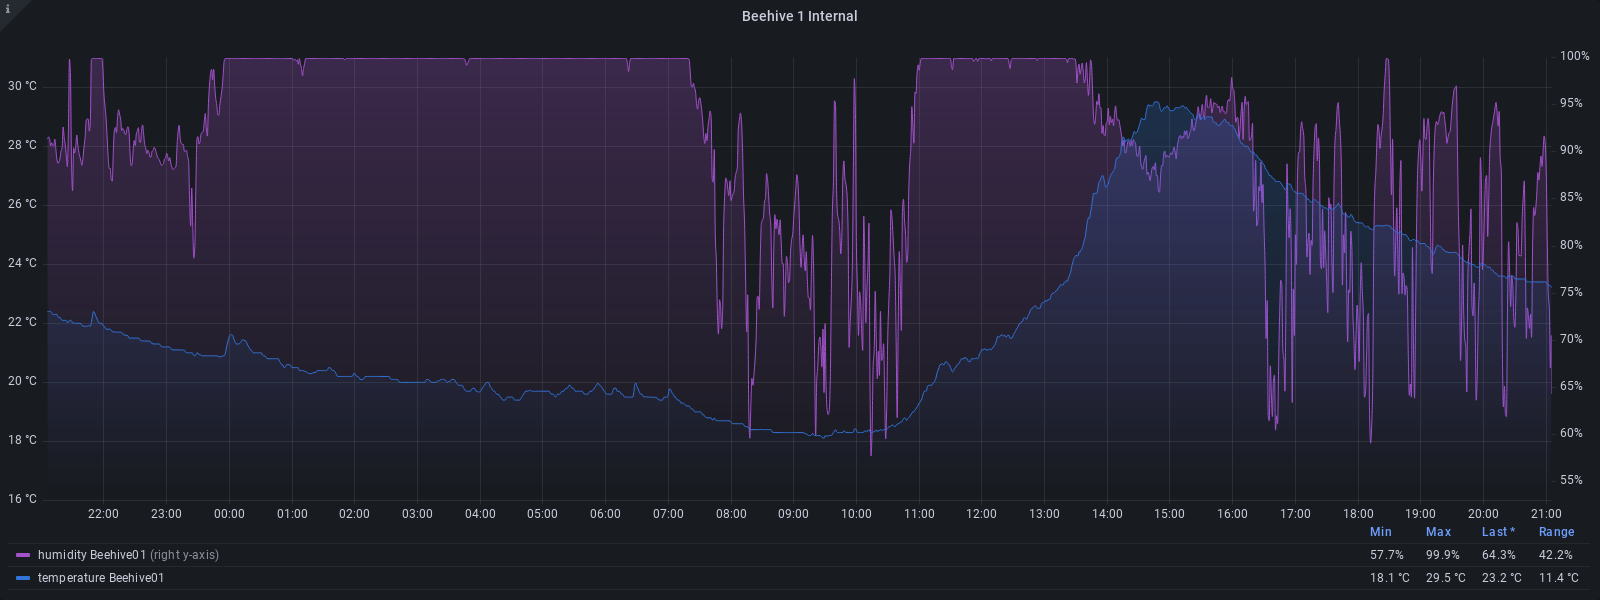 i
Beehive 1 Internal
30 °C
28 °C
26 °C
24 °C
22 °C
20 °C
18 °C
16 °C
100%
95%
90%
85%
80%
75%
70%
65%
60%
55%
22:00 23:00 00:00 01:00 02:00 03:00 04:00 05:00 06:00 07:00 08:00 09:00 10:00 11:00 12:00 13:00 14:00 15:00 16:00 17:00 18:00 19:00 20:00 21:00
Min Max Last * Range
humidity Beehive01 (right y-axis) 57.7% 99.9% 64.3% 42.2%
temperature Beehive01 18.1 °C 29.5 °C 23.2 °C 11.4 °C